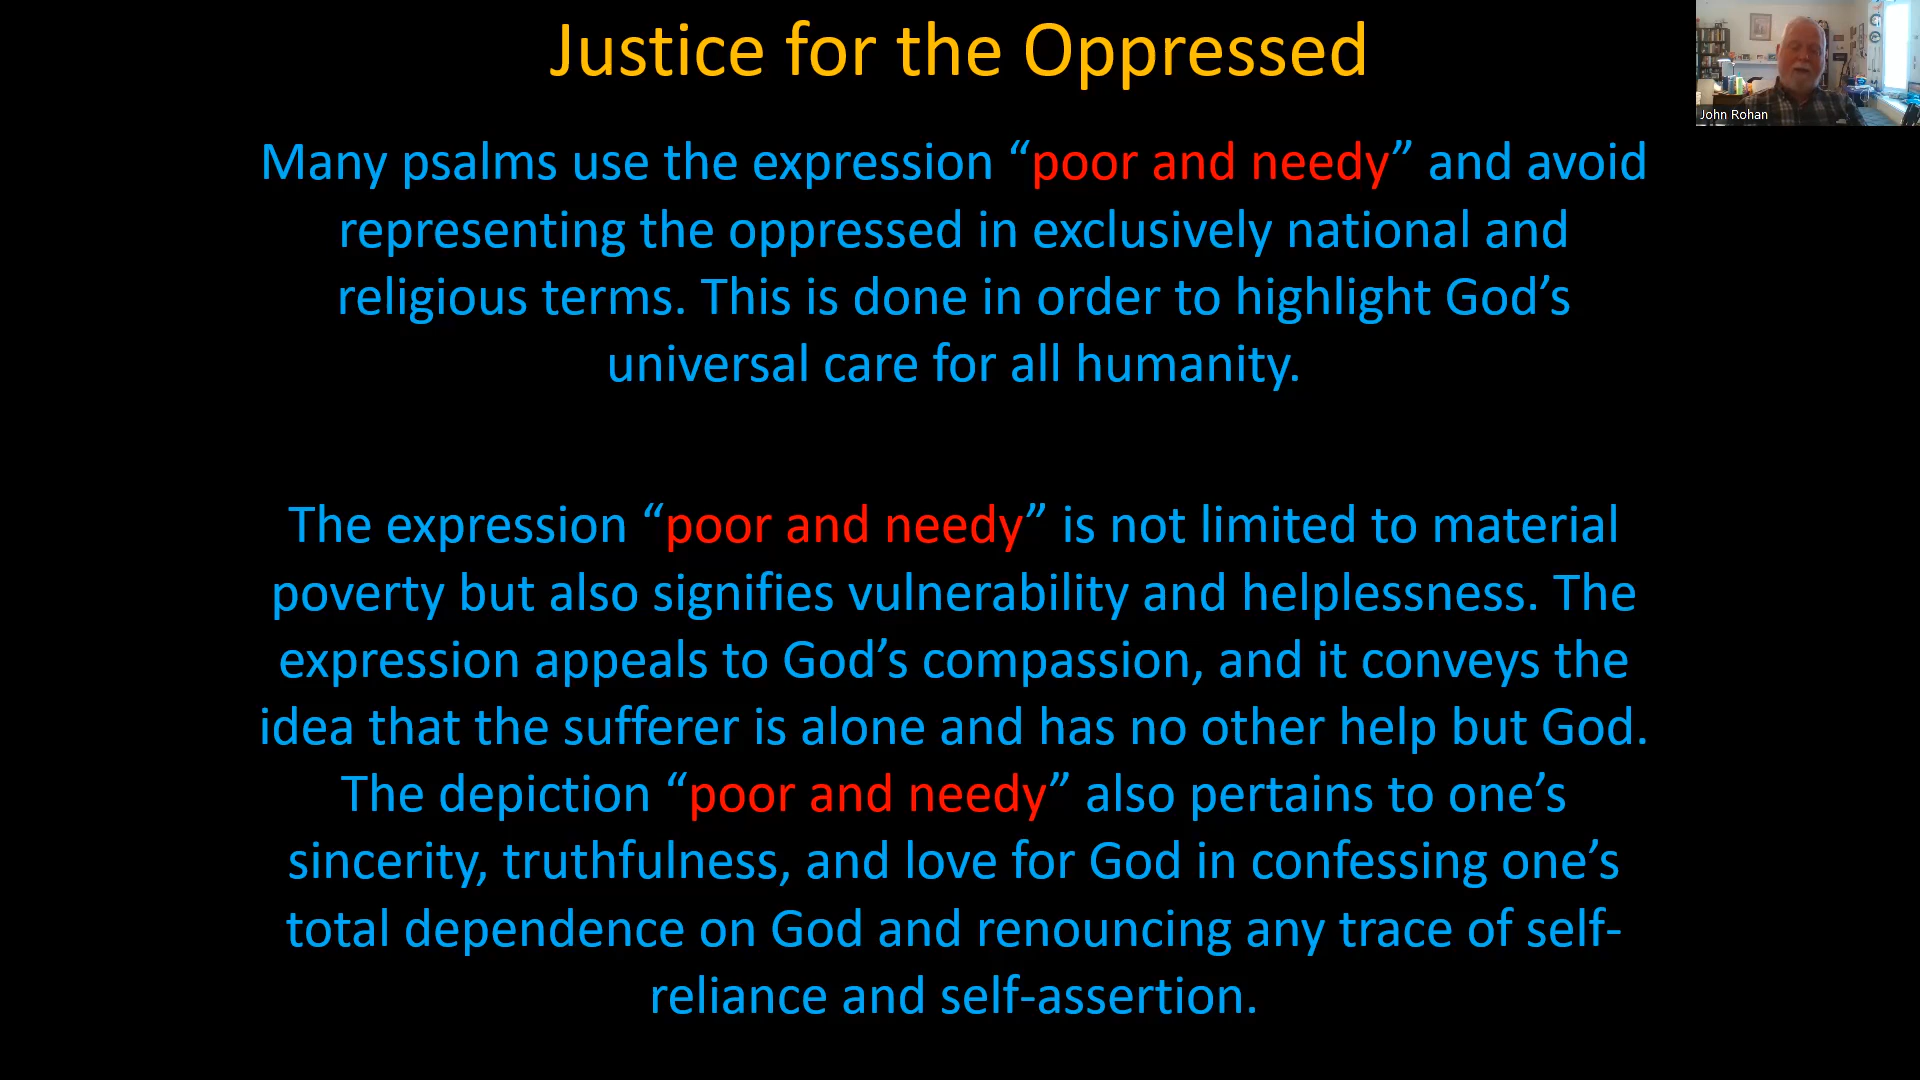 Justice for the Oppressed
John Rohan
Many psalms use the expression “poor and needy” and avoid
representing the oppressed in exclusively national and
religious terms. This is done in order to highlight God’s
universal care for all humanity.
The expression “poor and needy” is not limited to material
poverty but also signifies vulnerability and helplessness. The
expression appeals to God’s compassion, and it conveys the
idea that the sufferer is alone and has no other help but God.
The depiction “poor and needy” also pertains to one’s
sincerity, truthfulness, and love for God in confessing one’s
total dependence on God and renouncing any trace of self-
reliance and self-assertion.